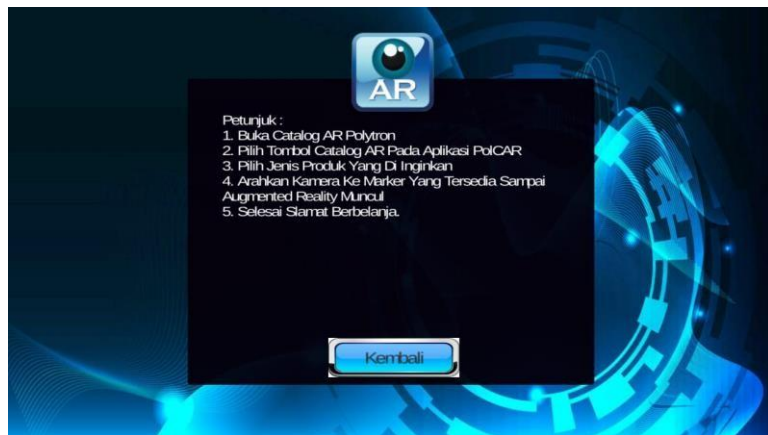 AR
Petunjuk :
1. Buka Catalog AR Polytron
2. Pilih Tombol Catalog AR Pada Aplikasi PolCAR
3. Pilih Jenis Produk Yang Di Inginkan
4. Arahkan Kamera Ke Marker Yang Tersedia Sampai
Augmented Reality Muncul
5. Selesai Slamat Berbelanja.
Kembali